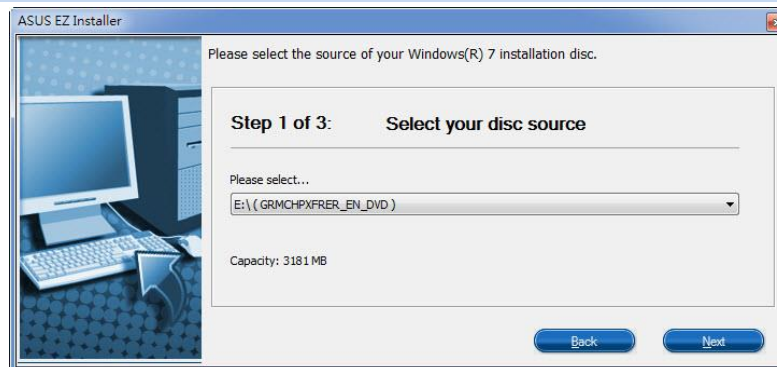 ASUS EZ Installer
Please select the source of your Windows(R) 7 installation disc.
Step 1 of 3: Select your disc source
Please select...
E:\ ( GRMCHPXFRER_EN_DVD )
Capacity: 3181 MB
Back Next